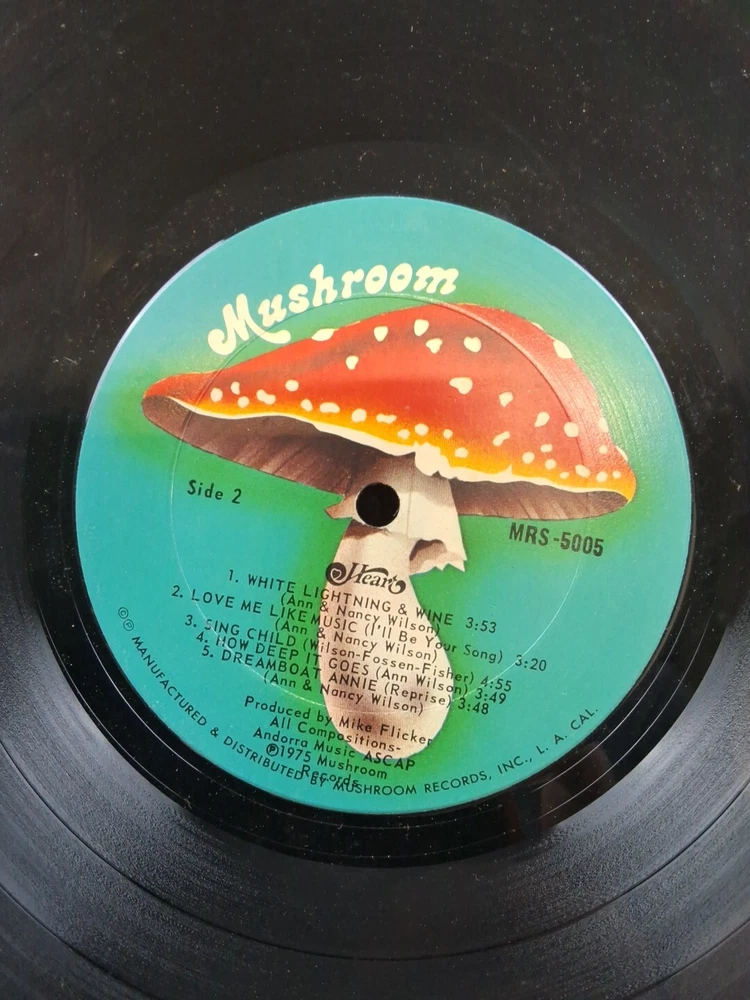 Mushroom
Side 2
MRS-5005
Heart
1. WHITE LIGHTNING & WINE 3:53
(Ann & Nancy Wilson)
2. LOVE ME LIKE MUSIC (I'll Be Your Song) 3:20
(Ann & Nancy Wilson)
3. SING CHILD (Wilson-Fossen-Fisher) 4:55
4. HOW DEEP IT GOES (Ann Wilson) 3:49
5. DREAMBOAT ANNIE (Reprise) 3:48
(Ann & Nancy Wilson)
Produced by Mike Flicker
All Compositions-
Andorra Music ASCAP
℗1975 Mushroom
Records
©℗ MANUFACTURED & DISTRIBUTED BY MUSHROOM RECORDS, INC., L. A. CAL.